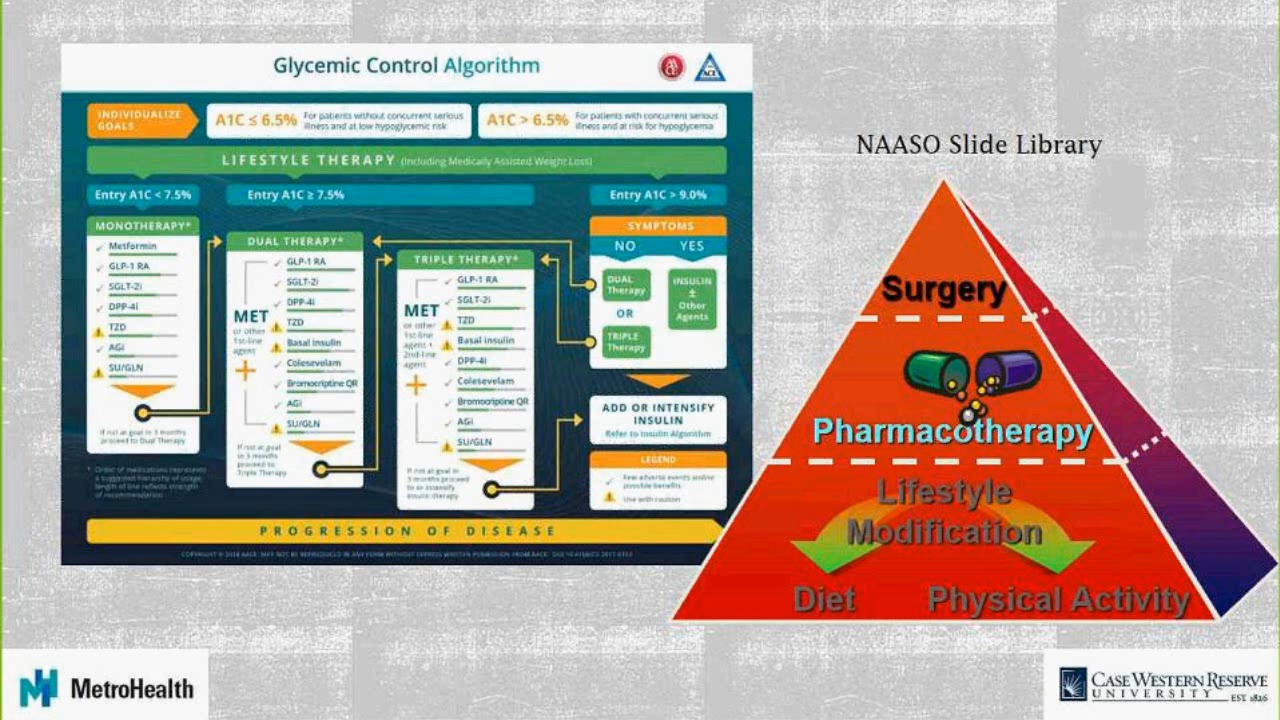 Glycemic Control Algorithm
INDIVIDUALIZE
GOALS
A1C ≤ 6.5%
For patients without concurrent serious
illness and at low hypoglycemic risk
A1C > 6.5%
For patients with concurrent serious
illness and at risk for hypoglycemia
LIFESTYLE THERAPY (Including Medically Assisted Weight Loss)
Entry A1C < 7.5%
Entry A1C ≥ 7.5%
Entry A1C > 9.0%
MONOTHERAPY*
Metformin
GLP-1 RA
SGLT-2i
DPP-4i
TZD
AGi
SU/GLN
If not at goal in 3 months
proceed to Dual Therapy
DUAL THERAPY*
MET
or other
1st-line
agent
+
GLP-1 RA
SGLT-2i
DPP-4i
TZD
Basal insulin
Colesevelam
Bromocriptine QR
AGi
SU/GLN
If not at goal
in 3 months
proceed to
Triple Therapy
TRIPLE THERAPY*
MET
or other
1st-line
agent +
2nd-line
agent
+
GLP-1 RA
SGLT-2i
TZD
Basal insulin
DPP-4i
Colesevelam
Bromocriptine QR
AGi
SU/GLN
If not at goal in
3 months proceed
to or intensify
insulin therapy
SYMPTOMS
NO
YES
DUAL
Therapy
OR
TRIPLE
Therapy
INSULIN
±
Other
Agents
ADD OR INTENSIFY
INSULIN
Refer to Insulin Algorithm
LEGEND
Few adverse events and/or
possible benefits
Use with caution
* Order of medications represents
a suggested hierarchy of usage;
length of line reflects strength
of recommendation
PROGRESSION OF DISEASE
NAASO Slide Library
Surgery
Pharmacotherapy
Lifestyle
Modification
Diet
Physical Activity
MetroHealth
CASE WESTERN RESERVE
UNIVERSITY
EST 1826